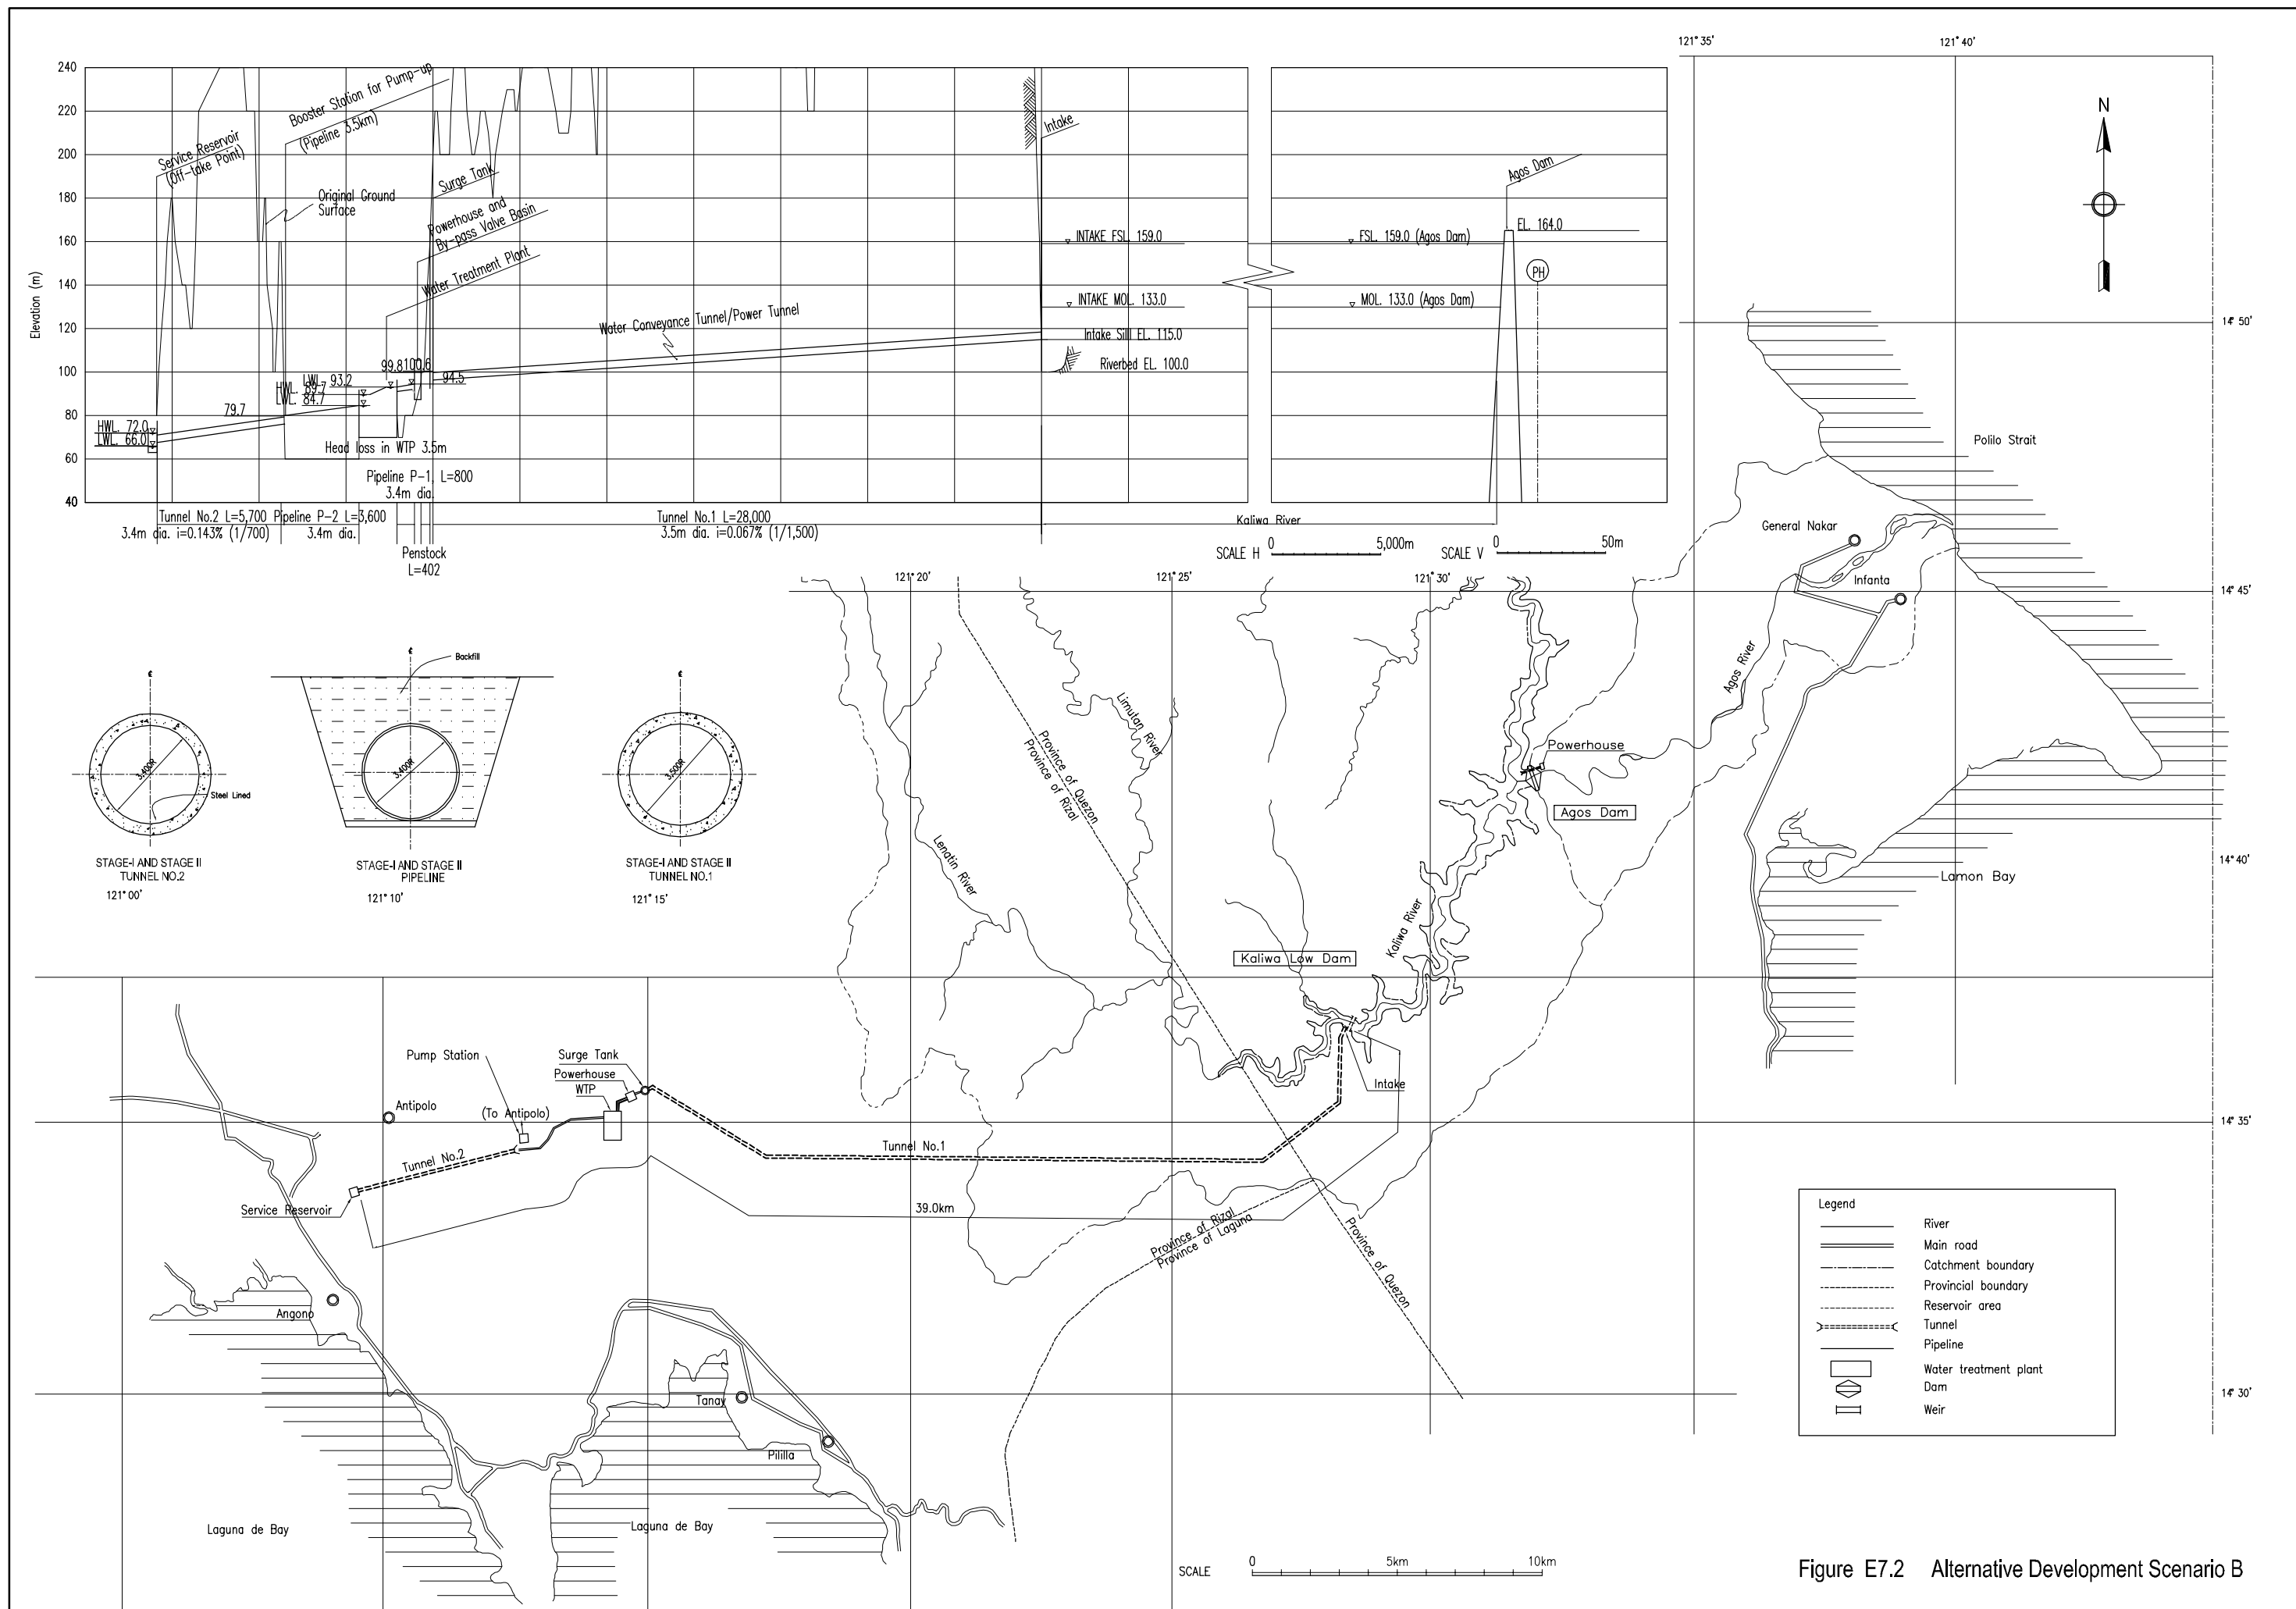 121° 35'
121° 40'
240
220
200
180
160
140
120
100
80
60
40
Elevation (m)
Service Reservoir
(Off-take Point)
Booster Station for Pump-up
(Pipeline 3.5km)
Original Ground
Surface
Surge Tank
Powerhouse and
By-pass Valve Basin
Water Treatment Plant
Water Conveyance Tunnel/Power Tunnel
Intake
INTAKE FSL. 159.0
INTAKE MOL. 133.0
Intake Sill EL. 115.0
Riverbed EL. 100.0
FSL. 159.0 (Agos Dam)
MOL. 133.0 (Agos Dam)
Agos Dam
EL. 164.0
PH
99.8
100.6
94.5
LWL. 93.2
HWL. 89.7
LWL. 84.7
79.7
HWL. 72.0
LWL. 66.0
Head loss in WTP 3.5m
Pipeline P-1, L=800
3.4m dia.
Tunnel No.2 L=5,700
3.4m dia. i=0.143% (1/700)
Pipeline P-2 L=3,600
3.4m dia.
Penstock
L=402
Tunnel No.1 L=28,000
3.5m dia. i=0.067% (1/1,500)
Kaliwa River
SCALE H
0
5,000m
SCALE V
0
50m
N
14° 50'
Polilo Strait
General Nakar
Infanta
14° 45'
Agos River
121° 20'
121° 25'
121° 30'
Backfill
3,400R
Steel Lined
3,400R
3,500R
STAGE-I AND STAGE II
TUNNEL NO.2
STAGE-I AND STAGE II
PIPELINE
STAGE-I AND STAGE II
TUNNEL NO.1
121° 00'
121° 10'
121° 15'
Limutan River
Province of Quezon
Province of Rizal
Lenatin River
Powerhouse
Agos Dam
14° 40'
Lamon Bay
Kaliwa River
Kaliwa Low Dam
Intake
Pump Station
Surge Tank
Powerhouse
WTP
Antipolo
(To Antipolo)
14° 35'
Tunnel No.2
Tunnel No.1
Service Reservoir
39.0km
Province of Rizal
Province of Laguna
Province of Quezon
Angono
Tanay
Pililla
14° 30'
Laguna de Bay
Laguna de Bay
Legend
River
Main road
Catchment boundary
Provincial boundary
Reservoir area
Tunnel
Pipeline
Water treatment plant
Dam
Weir
SCALE
0
5km
10km
Figure E7.2 Alternative Development Scenario B